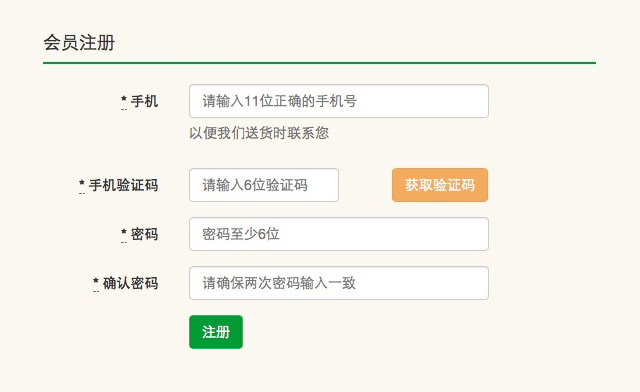 会员注册
* 手机
请输入11位正确的手机号
以便我们送货时联系您
* 手机验证码
请输入6位验证码
获取验证码
* 密码
密码至少6位
* 确认密码
请确保两次密码输入一致
注册